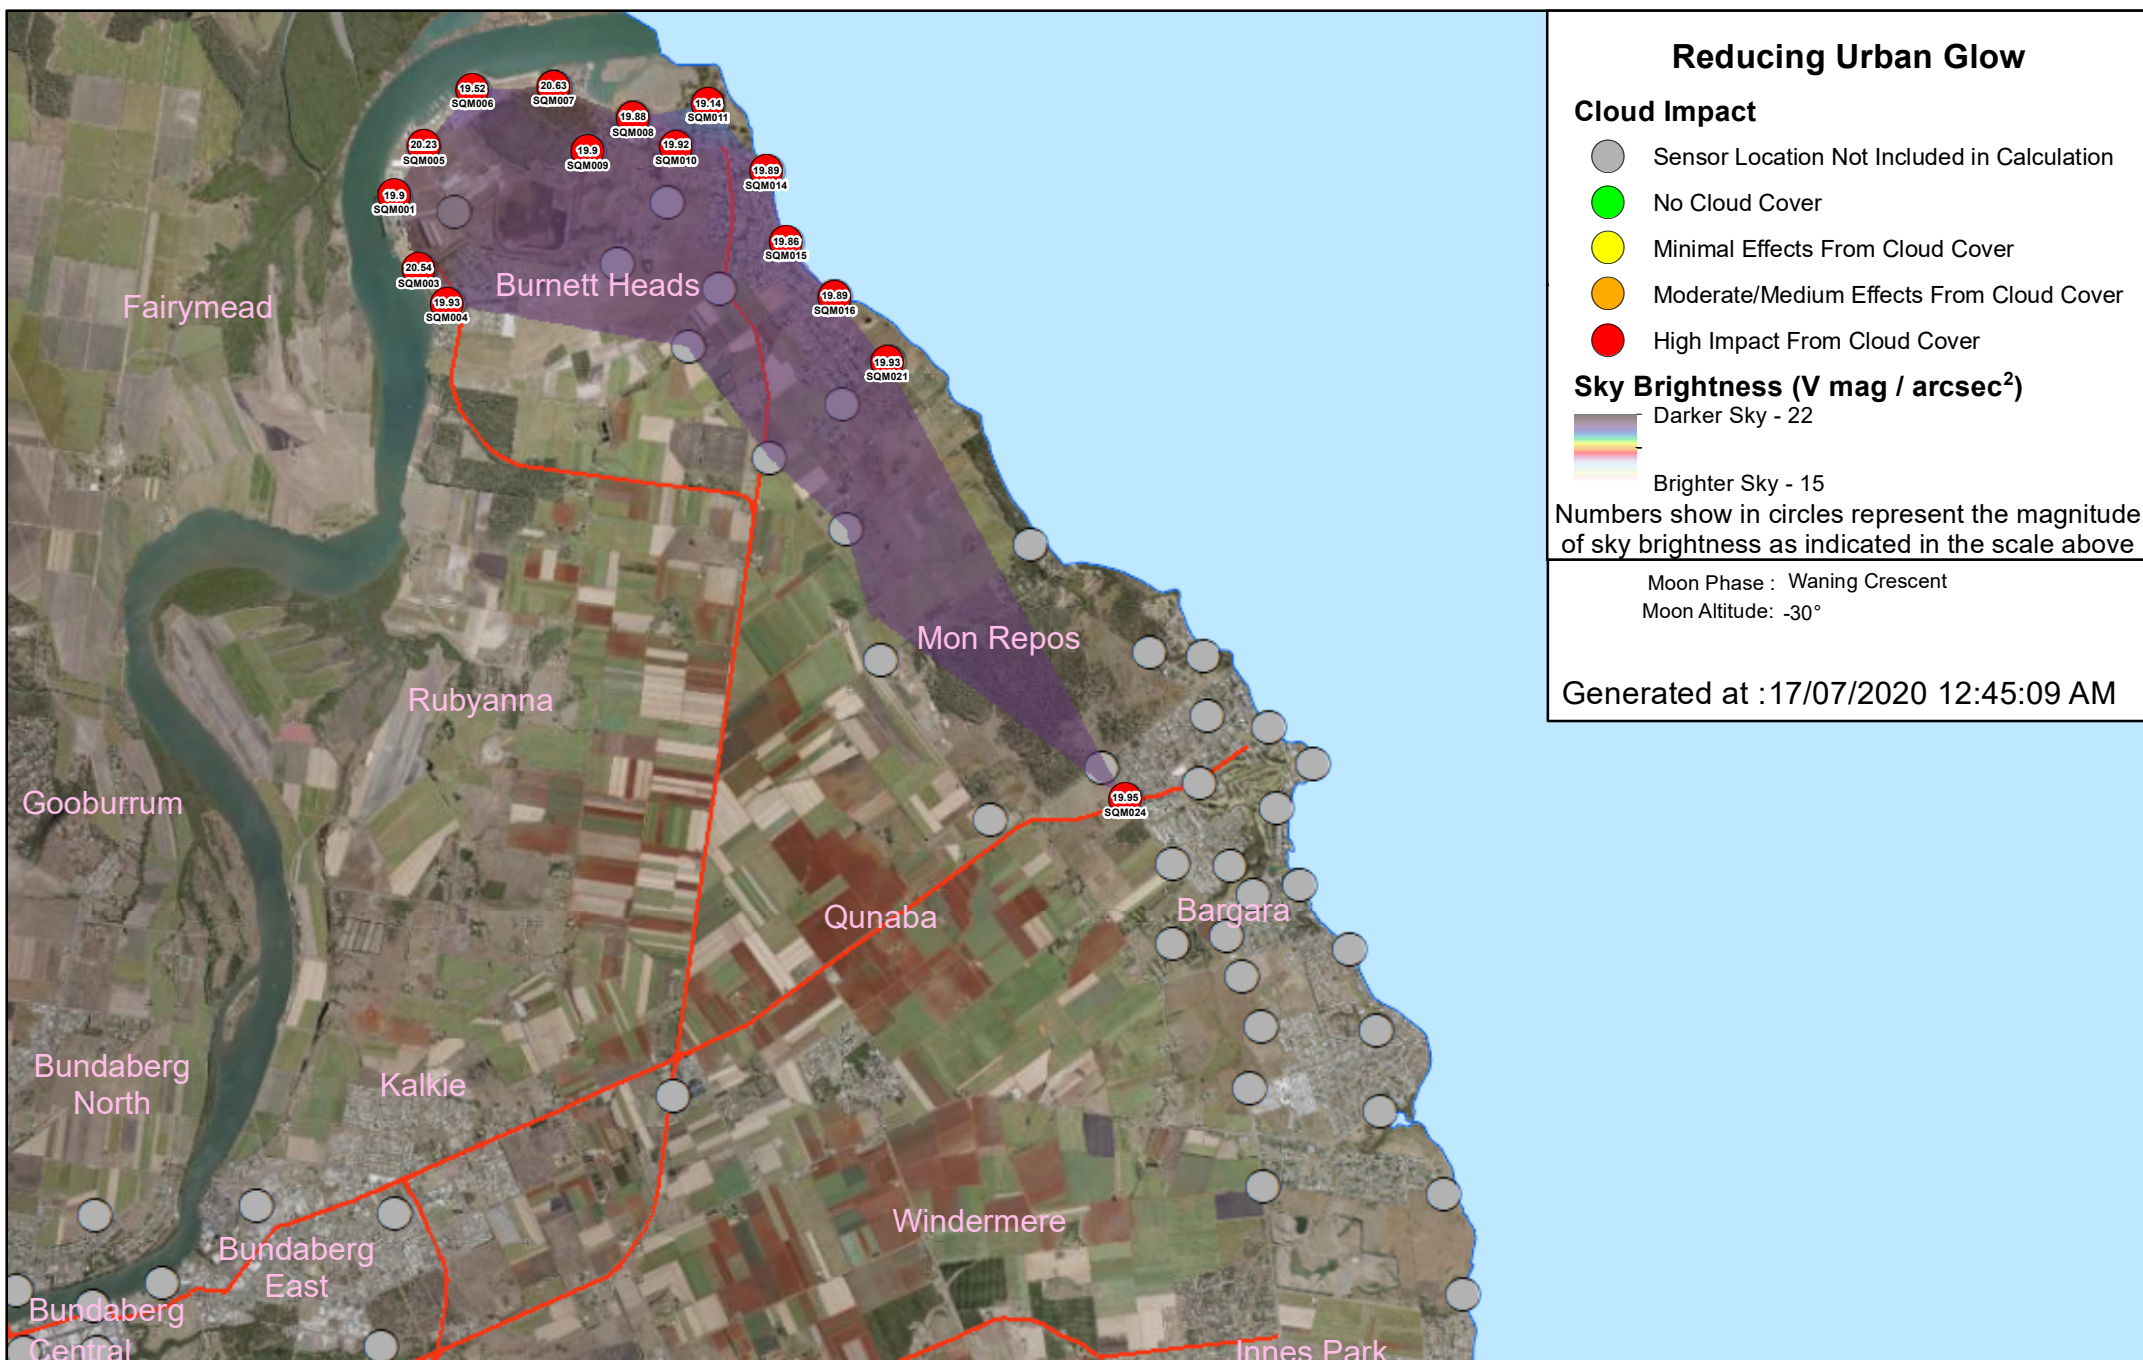 Reducing Urban Glow
Cloud Impact
Sensor Location Not Included in Calculation
No Cloud Cover
Minimal Effects From Cloud Cover
Moderate/Medium Effects From Cloud Cover
High Impact From Cloud Cover
Sky Brightness (V mag / arcsec²)
Darker Sky - 22
Brighter Sky - 15
Numbers show in circles represent the magnitude
of sky brightness as indicated in the scale above
Moon Phase : Waning Crescent
Moon Altitude: -30°
Generated at :17/07/2020 12:45:09 AM
19.52
SQM006
20.63
SQM007
19.88
SQM008
19.14
SQM011
20.23
SQM005
19.9
SQM009
19.92
SQM010
19.89
SQM014
19.9
SQM001
19.86
SQM015
20.54
SQM003
19.93
SQM004
19.89
SQM016
19.93
SQM021
19.95
SQM024
Burnett Heads
Fairymead
Mon Repos
Rubyanna
Gooburrum
Qunaba
Bargara
Bundaberg
North
Kalkie
Windermere
Bundaberg
East
Bundaberg
Central
Innes Park